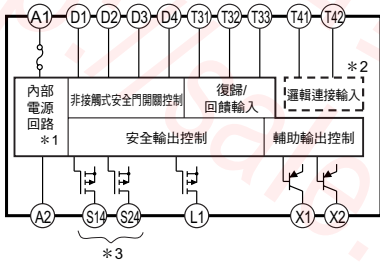 A1 D1 D2 D3 D4 T31 T32 T33 T41 T42
*2
內部
電源
回路
*1
非接觸式安全門開關控制
復歸/
回饋輸入
邏輯連接輸入
安全輸出控制
輔助輸出控制
A2 S14 S24 L1 X1 X2
*3